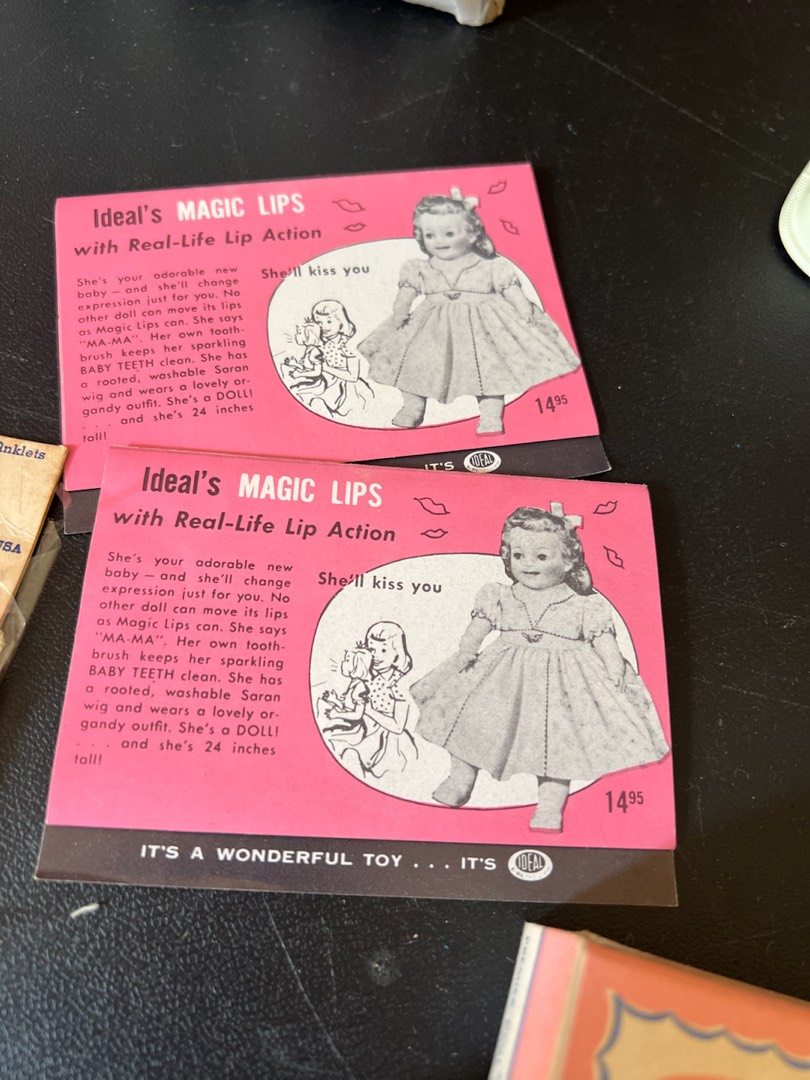 Ideal's MAGIC LIPS
with Real-Life Lip Action
She's your adorable new
baby — and she'll change
expression just for you. No
other doll can move its lips
as Magic Lips can. She says
"MA-MA". Her own tooth-
brush keeps her sparkling
BABY TEETH clean. She has
a rooted, washable Saran
wig and wears a lovely or-
gandy outfit. She's a DOLL!
. . . . and she's 24 inches
tall!
She'll kiss you
14.95
IT'S IDEAL
nklets
USA
Ideal's MAGIC LIPS
with Real-Life Lip Action
She's your adorable new
baby — and she'll change
expression just for you. No
other doll can move its lips
as Magic Lips can. She says
"MA-MA". Her own tooth-
brush keeps her sparkling
BABY TEETH clean. She has
a rooted, washable Saran
wig and wears a lovely or-
gandy outfit. She's a DOLL!
. . . . and she's 24 inches
tall!
She'll kiss you
14 95
IT'S A WONDERFUL TOY . . . IT'S IDEAL